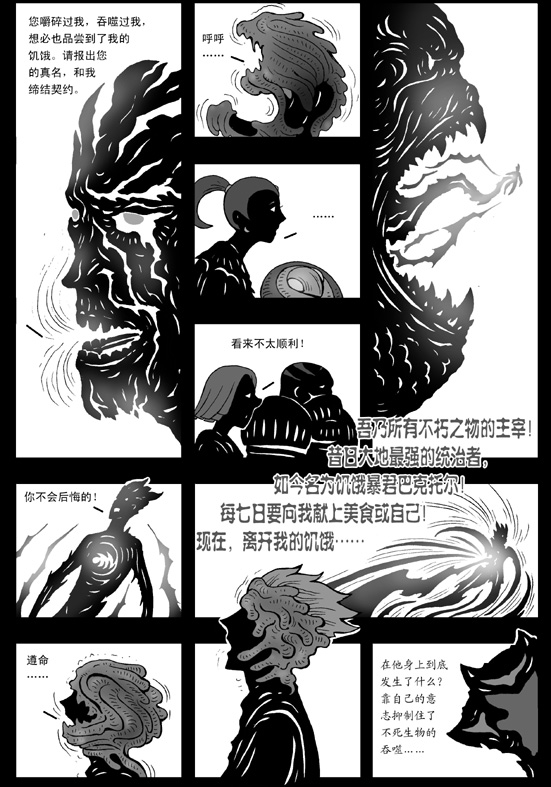 您嚼碎过我，吞噬过我，
想必也品尝到了我的
饥饿。请报出您
的真名，和我
缔结契约。
呼呼
……
……
看来不太顺利！
吾乃所有不朽之物的主宰！
昔日大地最强的统治者，
如今名为饥饿暴君巴克托尔！
每七日要向我献上美食或自己！
现在，离开我的饥饿……
你不会后悔的！
遵命
……
在他身上到底
发生了什么？
靠自己的意
志抑制住了
不死生物的
吞噬……